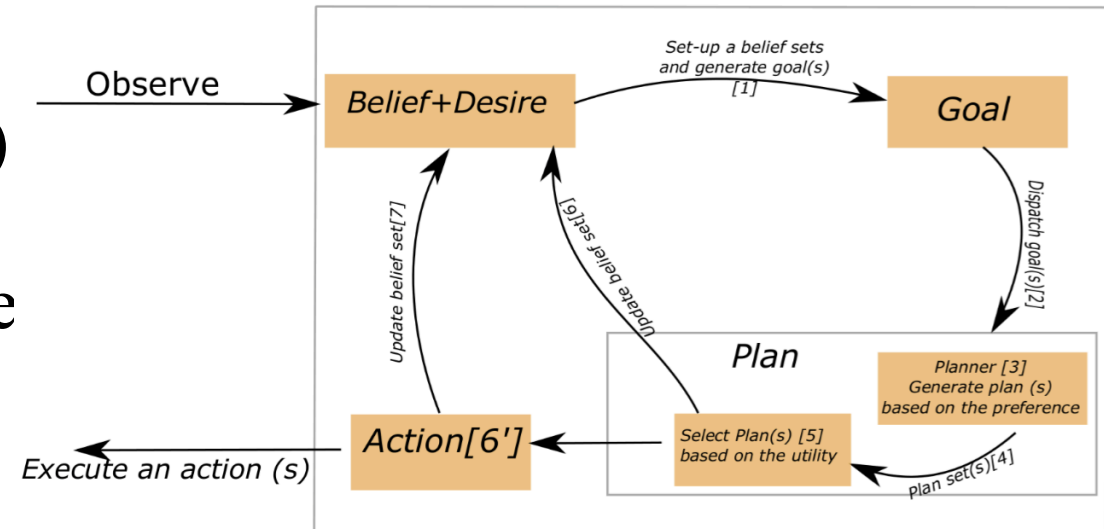 Observe
)
e
Belief+Desire
Set-up a belief sets
and generate goal(s)
[1]
Goal
Dispatch goal(s)[2]
Update belief set[7]
Update belief set[6]
Plan
Planner [3]
Generate plan (s)
based on the preference
Plan set(s)[4]
Select Plan(s) [5]
based on the utility
Action[6']
Execute an action (s)